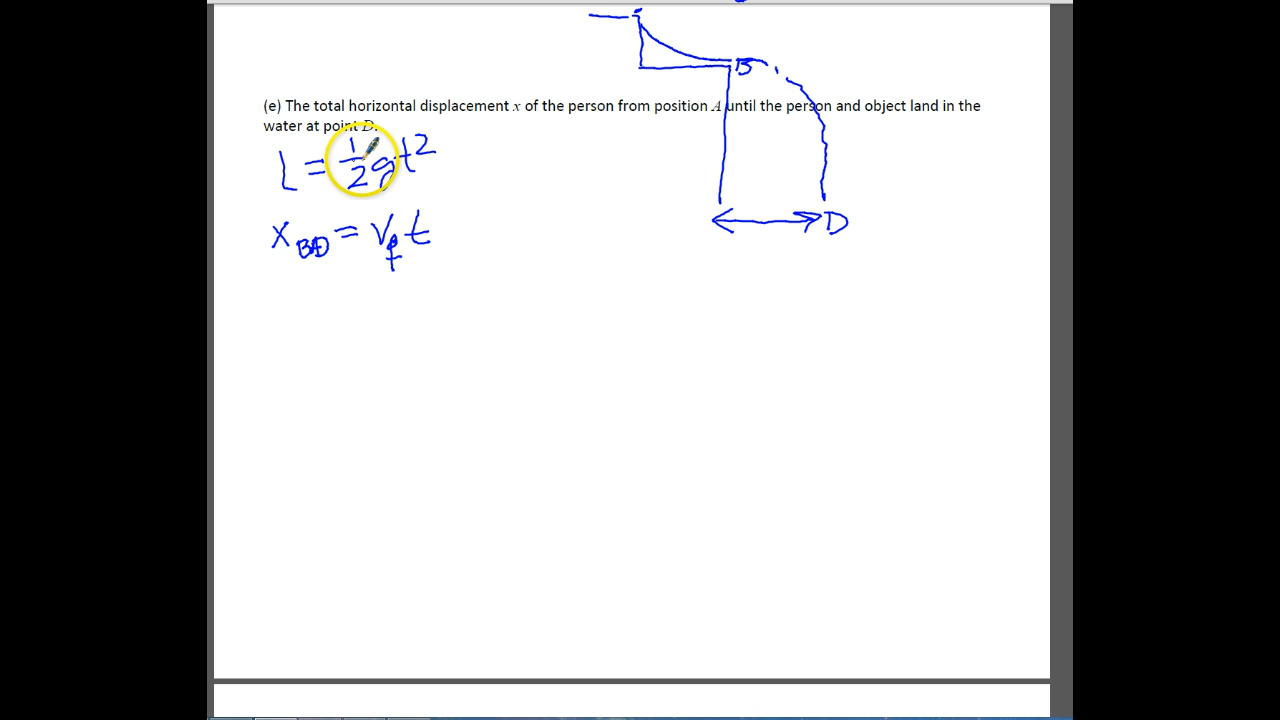 B
(e) The total horizontal displacement x of the person from position A until the person and object land in the
water at point D.
L = 1/2 g t²
x_BD = v_f t
D